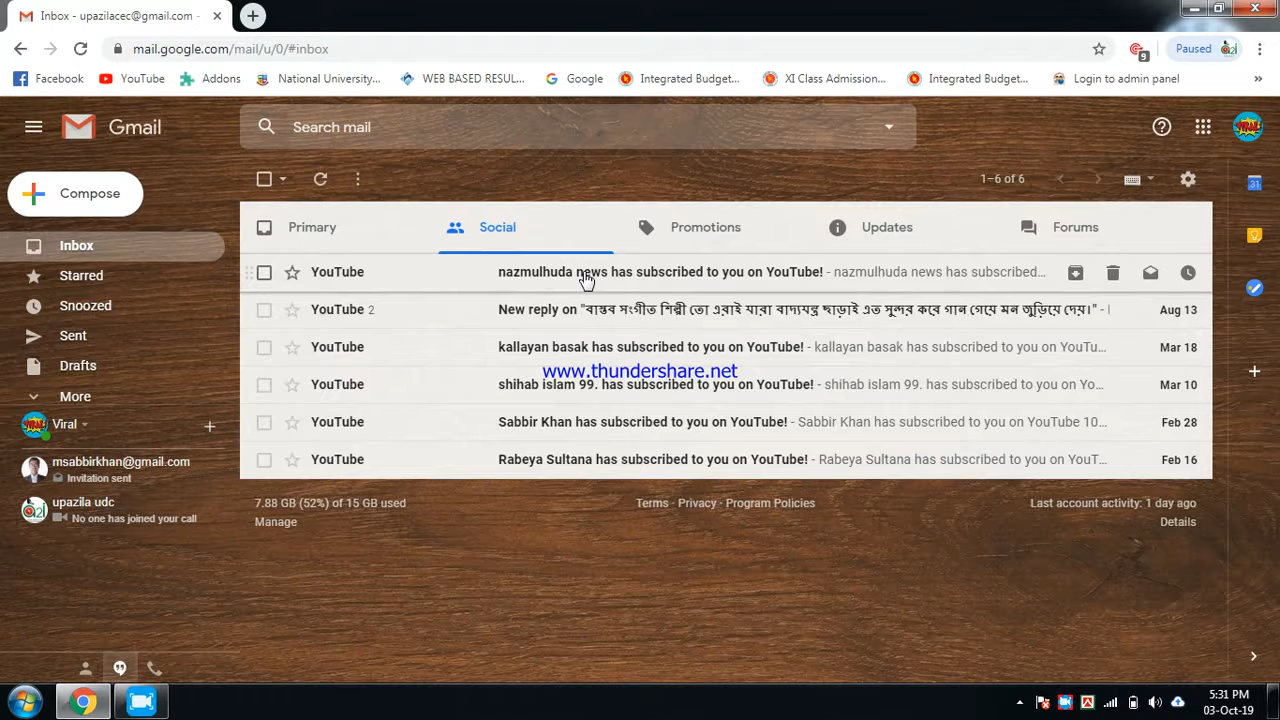 Inbox - upazilacec@gmail.com -
mail.google.com/mail/u/0/#inbox
9
Paused
Facebook YouTube Addons National University... WEB BASED RESUL... Google Integrated Budget... XI Class Admission... Integrated Budget... Login to admin panel »
Gmail
Search mail
VIRAL
Compose
1–6 of 6
31
Primary Social Promotions Updates Forums
Inbox
Starred
Snoozed
Sent
Drafts
More
Viral
msabbirkhan@gmail.com
Invitation sent
upazila udc
No one has joined your call
YouTube nazmulhuda news has subscribed to you on YouTube! - nazmulhuda news has subscribed...
YouTube 2 New reply on "বাস্তব সংগীত শিল্পী তো এরাই যারা বাদ্যযন্ত্র ছাড়াই এত সুন্দর করে গান গেয়ে মন জুড়িয়ে দেয়।" - Aug 13
YouTube kallayan basak has subscribed to you on YouTube! - kallayan basak has subscribed to you on YouTu... Mar 18
www.thundershare.net
YouTube shihab islam 99. has subscribed to you on YouTube! - shihab islam 99. has subscribed to you on Yo... Mar 10
YouTube Sabbir Khan has subscribed to you on YouTube! - Sabbir Khan has subscribed to you on YouTube 10... Feb 28
YouTube Rabeya Sultana has subscribed to you on YouTube! - Rabeya Sultana has subscribed to you on YouT... Feb 16
7.88 GB (52%) of 15 GB used
Manage
Terms · Privacy · Program Policies
Last account activity: 1 day ago
Details
5:31 PM
03-Oct-19